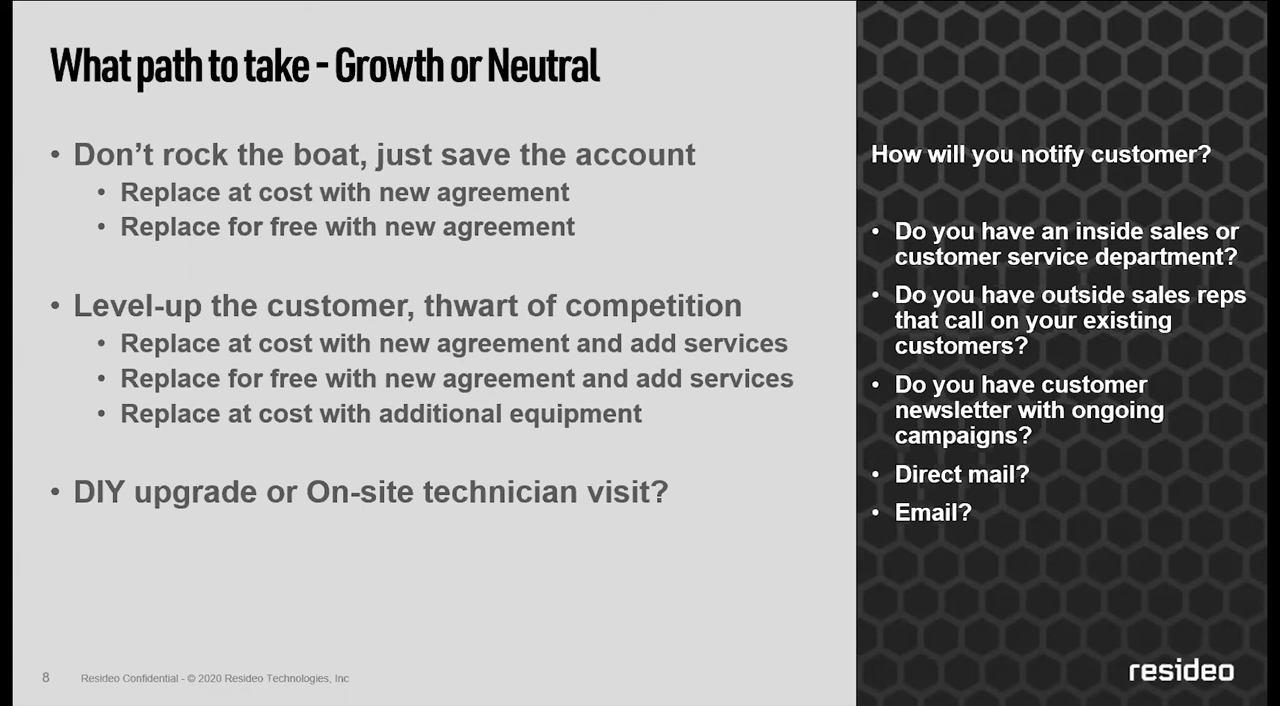 What path to take - Growth or Neutral
• Don’t rock the boat, just save the account
• Replace at cost with new agreement
• Replace for free with new agreement
• Level-up the customer, thwart of competition
• Replace at cost with new agreement and add services
• Replace for free with new agreement and add services
• Replace at cost with additional equipment
• DIY upgrade or On-site technician visit?
How will you notify customer?
• Do you have an inside sales or
customer service department?
• Do you have outside sales reps
that call on your existing
customers?
• Do you have customer
newsletter with ongoing
campaigns?
• Direct mail?
• Email?
8 Resideo Confidential - © 2020 Resideo Technologies, Inc
resideo